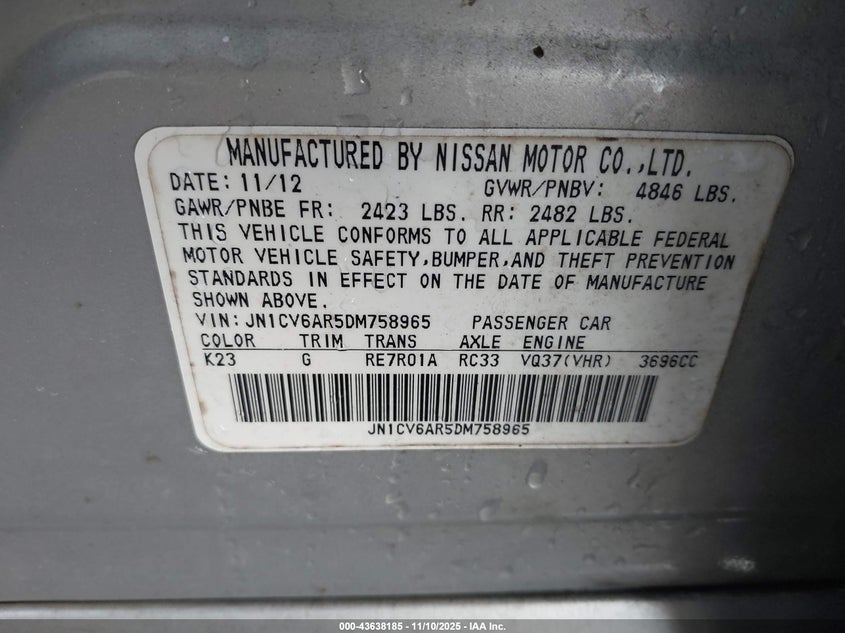 MANUFACTURED BY NISSAN MOTOR CO.,LTD.
DATE: 11/12 GVWR/PNBV: 4846 LBS.
GAWR/PNBE FR: 2423 LBS. RR: 2482 LBS.
THIS VEHICLE CONFORMS TO ALL APPLICABLE FEDERAL
MOTOR VEHICLE SAFETY,BUMPER,AND THEFT PREVENTION
STANDARDS IN EFFECT ON THE DATE OF MANUFACTURE
SHOWN ABOVE.
VIN: JN1CV6AR5DM758965 PASSENGER CAR
COLOR TRIM TRANS AXLE ENGINE
K23 G RE7R01A RC33 VQ37(VHR) 3696CC
JN1CV6AR5DM758965
000-43638185 - 11/10/2025 - IAA Inc.